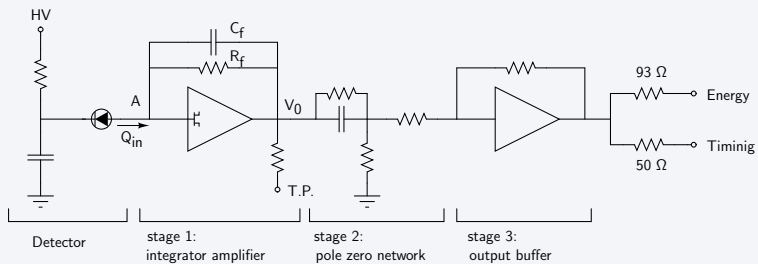 HV
C_f
R_f
A
V_0
Q_in
93 Ω
Energy
Timinig
50 Ω
T.P.
Detector
stage 1:
integrator amplifier
stage 2:
pole zero network
stage 3:
output buffer